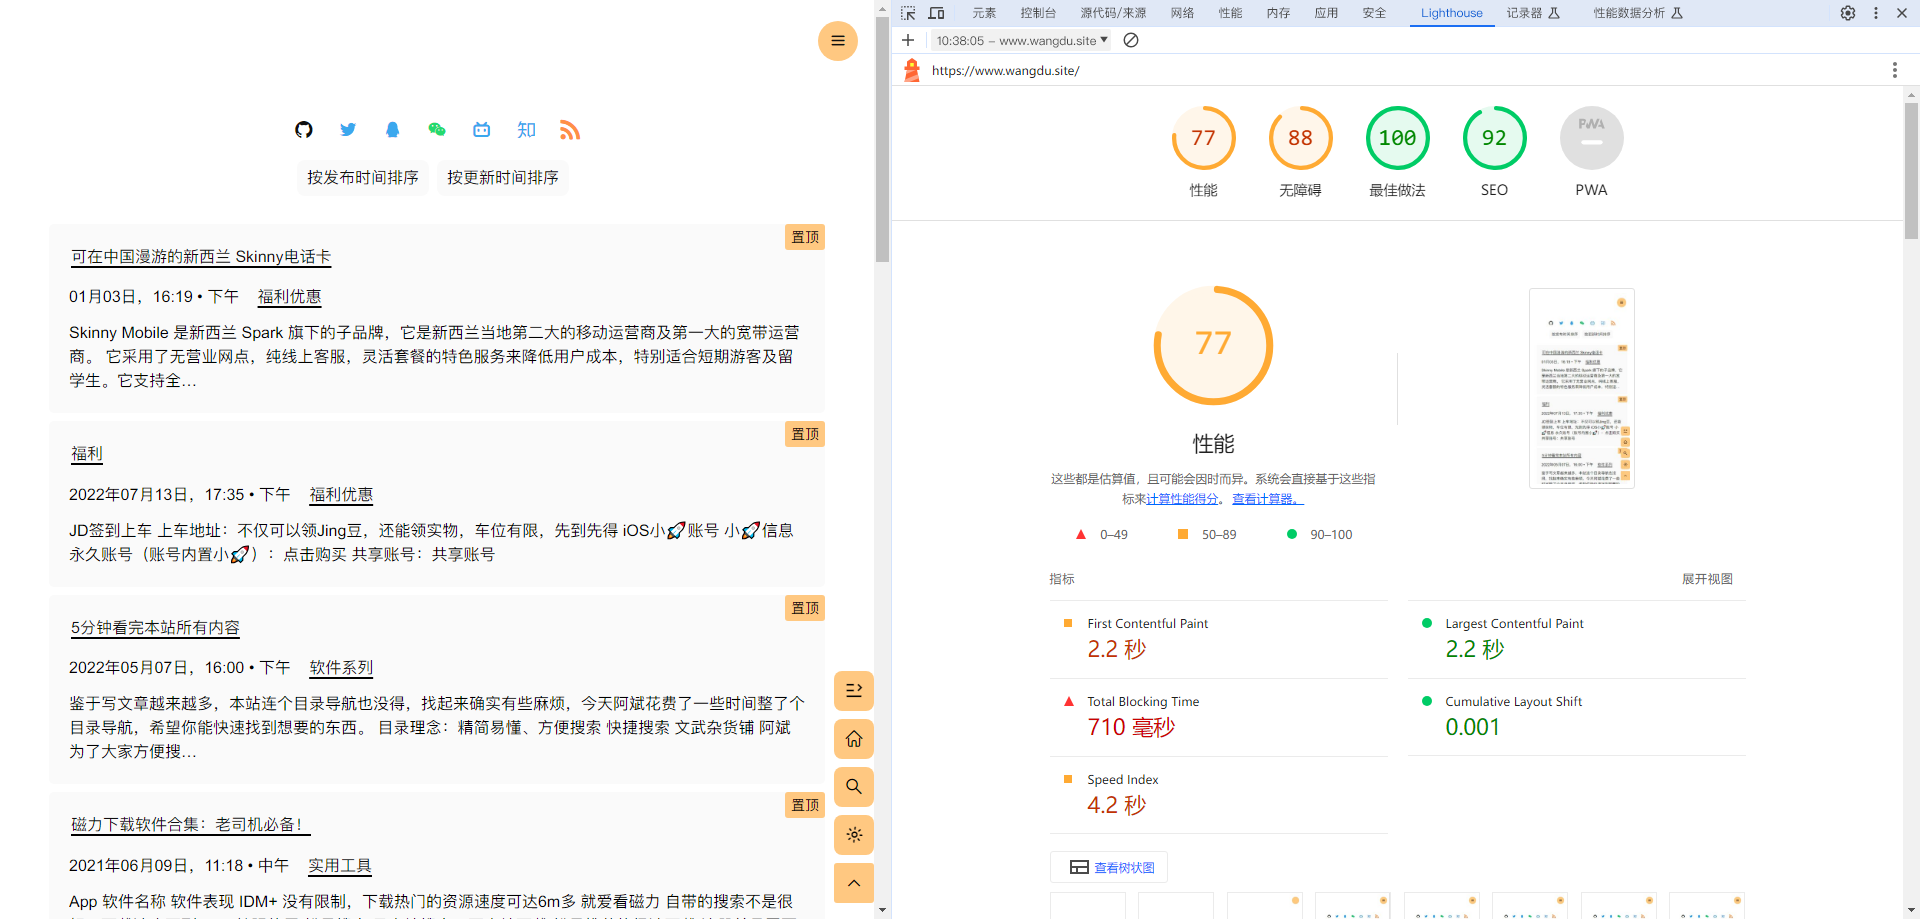 知
按发布时间排序 按更新时间排序
置顶
可在中国漫游的新西兰 Skinny电话卡
01月03日，16:19 • 下午 福利优惠
Skinny Mobile 是新西兰 Spark 旗下的子品牌，它是新西兰当地第二大的移动运营商及第一大的宽带运营
商。 它采用了无营业网点，纯线上客服，灵活套餐的特色服务来降低用户成本，特别适合短期游客及留
学生。它支持全…
置顶
福利
2022年07月13日，17:35 • 下午 福利优惠
JD签到上车 上车地址：不仅可以领Jing豆，还能领实物，车位有限，先到先得 iOS小🚀账号 小🚀信息
永久账号（账号内置小🚀）：点击购买 共享账号：共享账号
置顶
5分钟看完本站所有内容
2022年05月07日，16:00 • 下午 软件系列
鉴于写文章越来越多，本站连个目录导航也没得，找起来确实有些麻烦，今天阿斌花费了一些时间整了个
目录导航，希望你能快速找到想要的东西。 目录理念：精简易懂、方便搜索 快捷搜索 文武杂货铺 阿斌
为了大家方便搜…
置顶
磁力下载软件合集：老司机必备！
2021年06月09日，11:18 • 中午 实用工具
App 软件名称 软件表现 IDM+ 没有限制，下载热门的资源速度可达6m多 就爱看磁力 自带的搜索不是很
元素 控制台 源代码/来源 网络 性能 内存 应用 安全 Lighthouse 记录器 性能数据分析
10:38:05 – www.wangdu.site
https://www.wangdu.site/
77 88 100 92 PWA
性能 无障碍 最佳做法 SEO PWA
77
性能
这些都是估算值，且可能会因时而异。系统会直接基于这些指
标来计算性能得分。 查看计算器。
0–49 50–89 90–100
指标 展开视图
First Contentful Paint
2.2 秒
Largest Contentful Paint
2.2 秒
Total Blocking Time
710 毫秒
Cumulative Layout Shift
0.001
Speed Index
4.2 秒
查看树状图